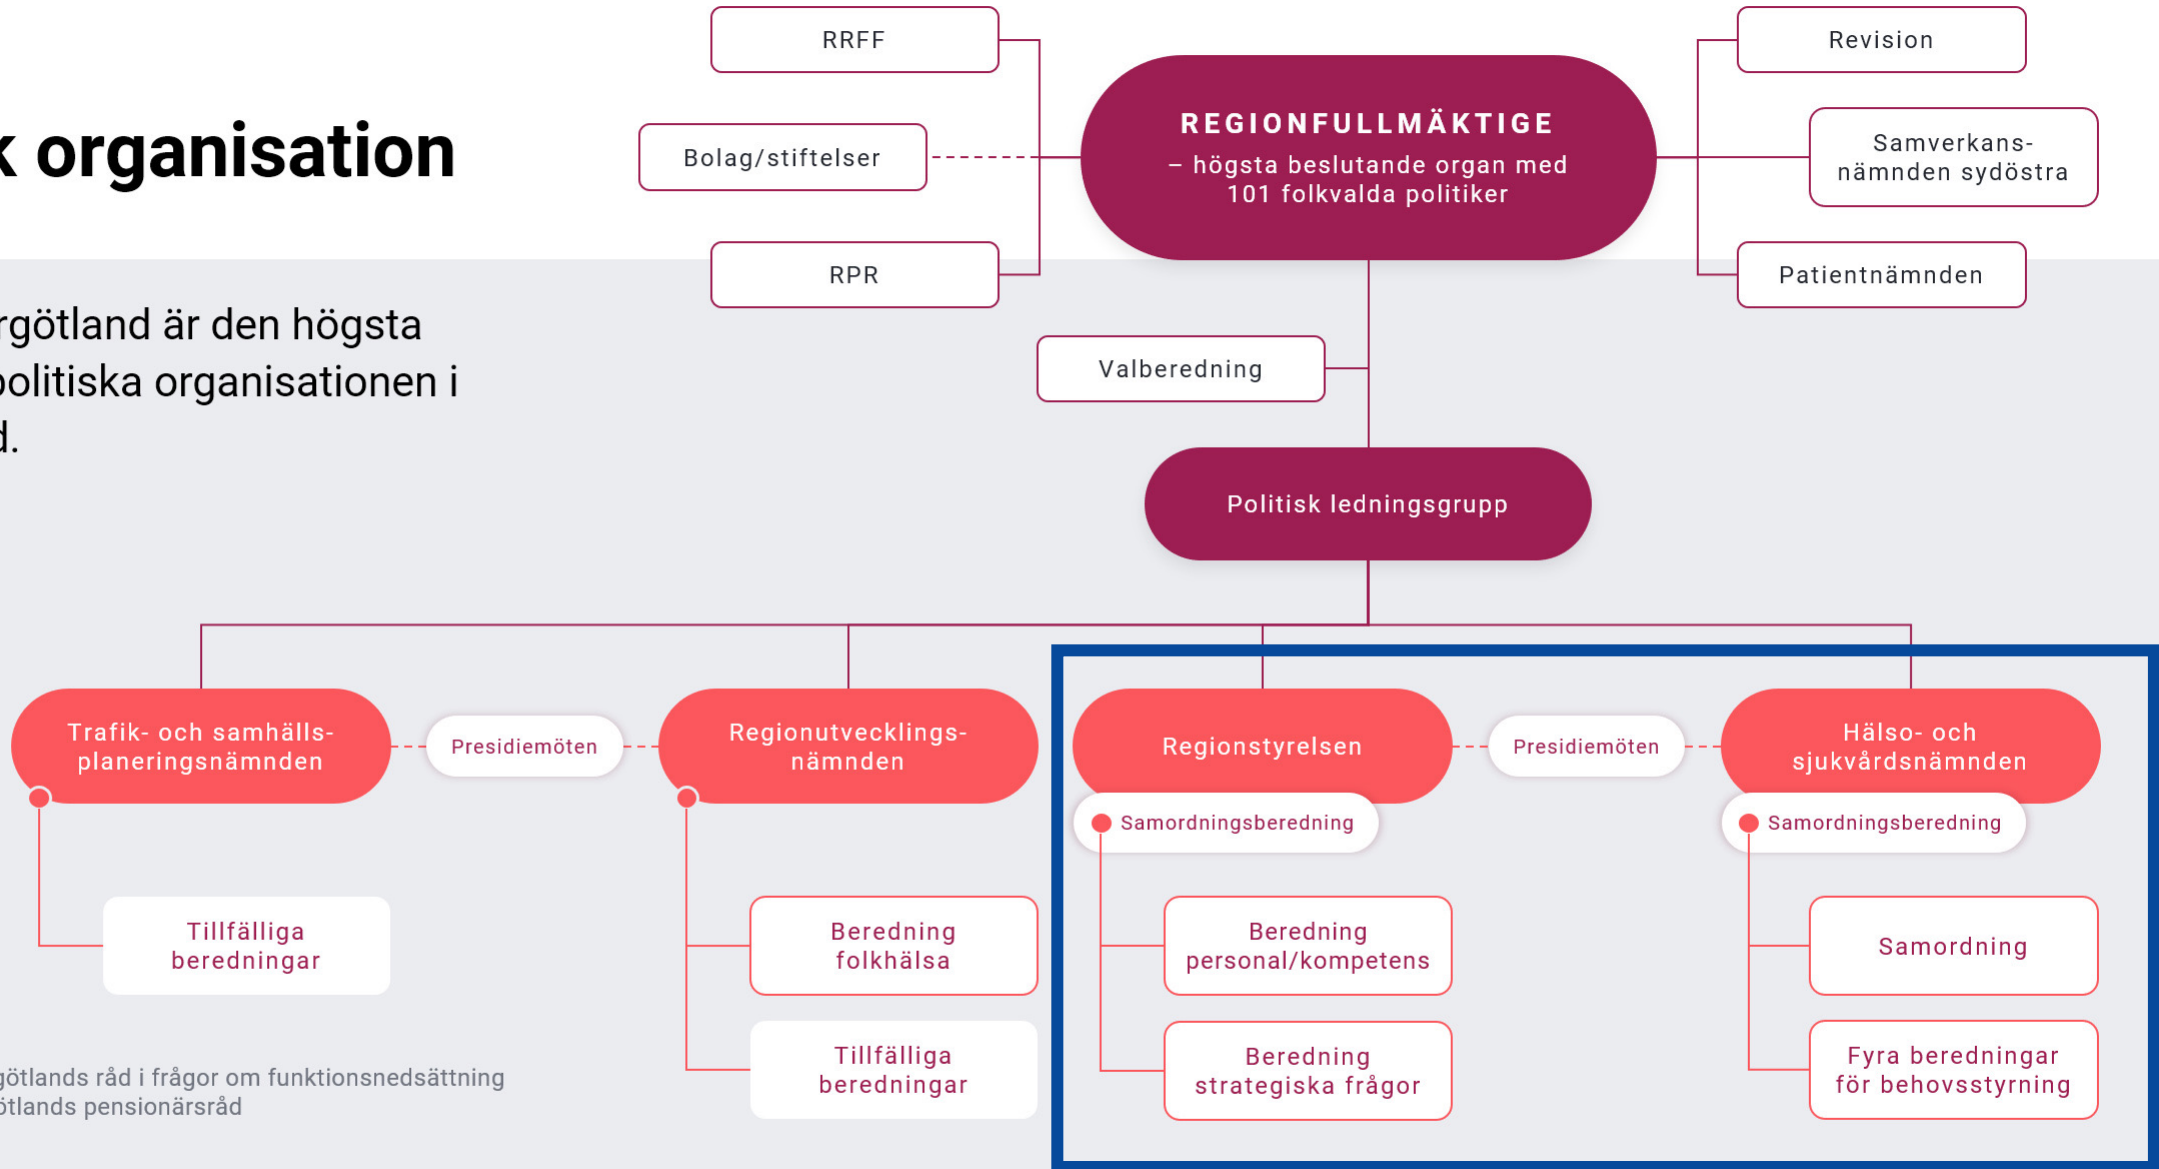 RRFF
Revision
REGIONFULLMÄKTIGE
– högsta beslutande organ med
101 folkvalda politiker
k organisation
Bolag/stiftelser
Samverkans-
nämnden sydöstra
RPR
Patientnämnden
rgötland är den högsta
politiska organisationen i
d.
Valberedning
Politisk ledningsgrupp
Trafik- och samhälls-
planeringsnämnden
Presidiemöten
Regionutvecklings-
nämnden
Regionstyrelsen
Presidiemöten
Hälso- och
sjukvårdsnämnden
Samordningsberedning
Samordningsberedning
Tillfälliga
beredningar
Beredning
folkhälsa
Beredning
personal/kompetens
Samordning
Tillfälliga
beredningar
Beredning
strategiska frågor
Fyra beredningar
för behovsstyrning
götlands råd i frågor om funktionsnedsättning
ötlands pensionärsråd